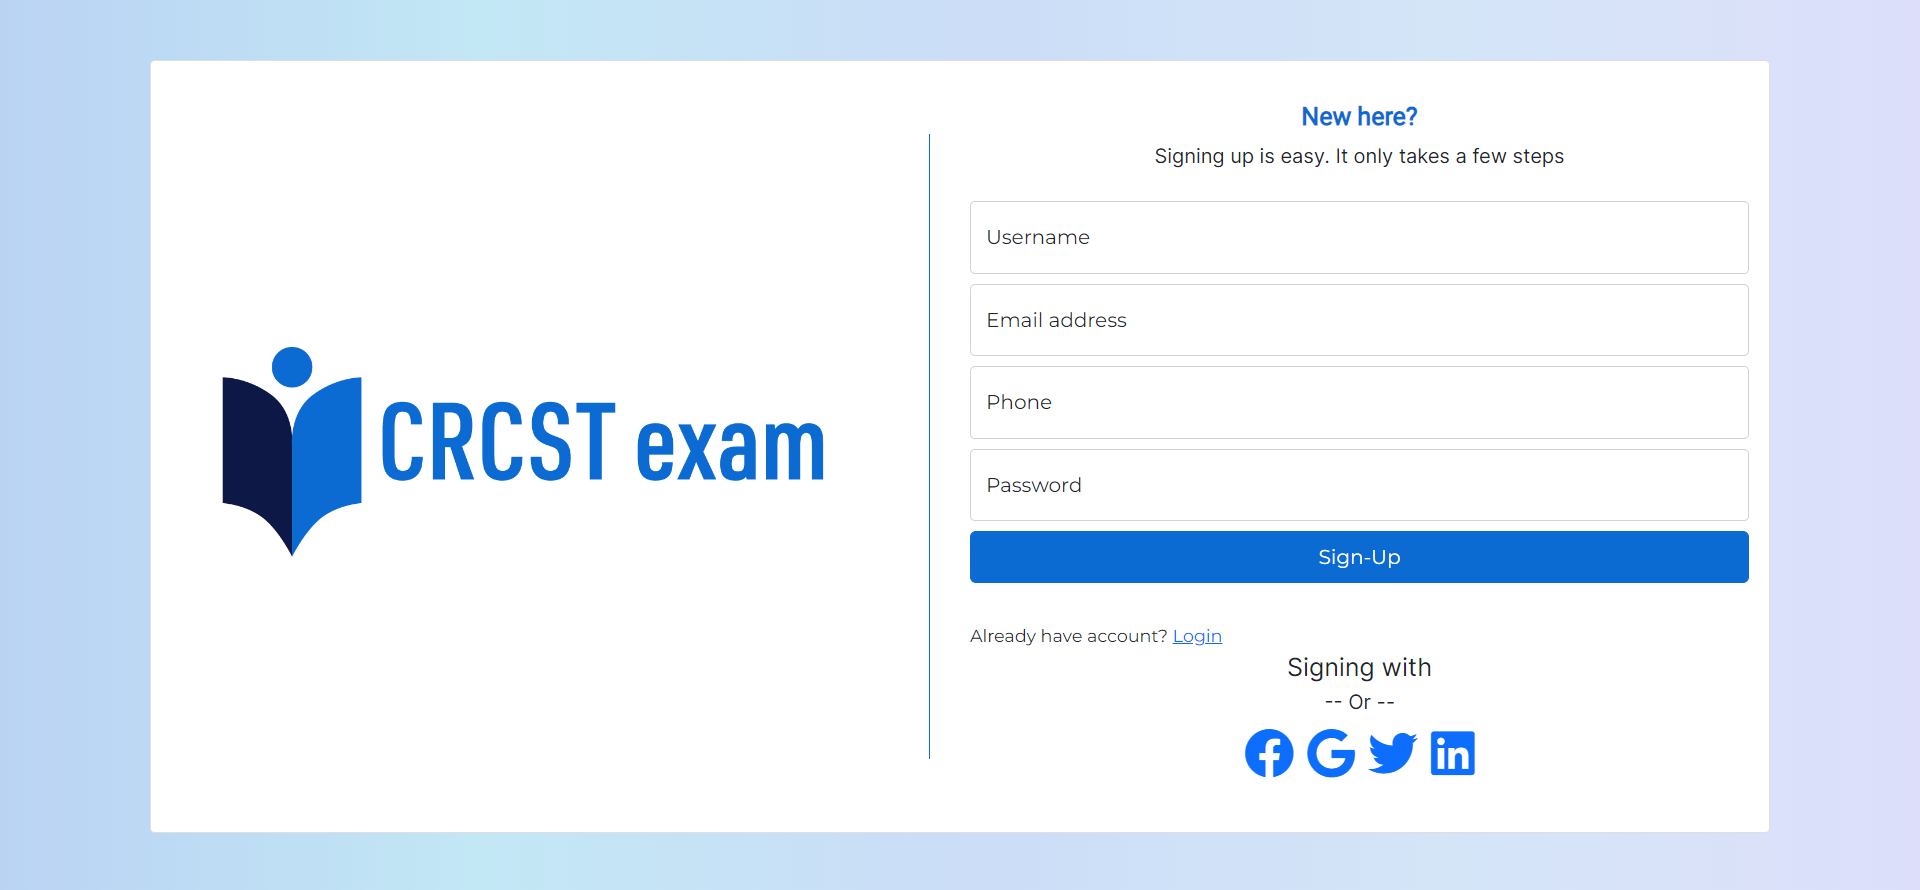 CRCST exam
New here?
Signing up is easy. It only takes a few steps
Username
Email address
Phone
Password
Sign-Up
Already have account? Login
Signing with
-- Or --